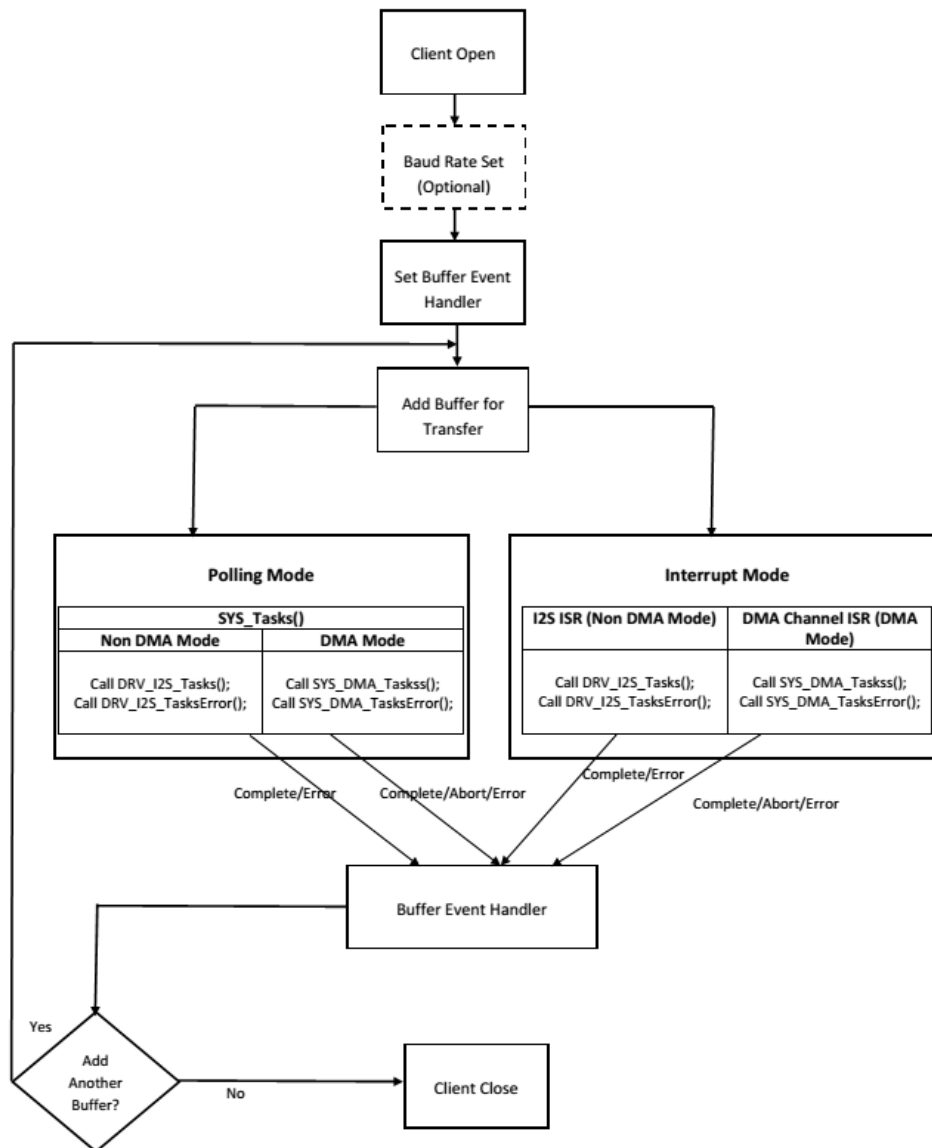 Client Open
Baud Rate Set
(Optional)
Set Buffer Event
Handler
Add Buffer for
Transfer
Polling Mode
SYS_Tasks()
Non DMA Mode
DMA Mode
Call DRV_I2S_Tasks();
Call DRV_I2S_TasksError();
Call SYS_DMA_Taskss();
Call SYS_DMA_TasksError();
Interrupt Mode
I2S ISR (Non DMA Mode)
DMA Channel ISR (DMA
Mode)
Call DRV_I2S_Tasks();
Call DRV_I2S_TasksError();
Call SYS_DMA_Taskss();
Call SYS_DMA_TasksError();
Complete/Error
Complete/Abort/Error
Complete/Error
Complete/Abort/Error
Buffer Event Handler
Yes
Add
Another
Buffer?
No
Client Close